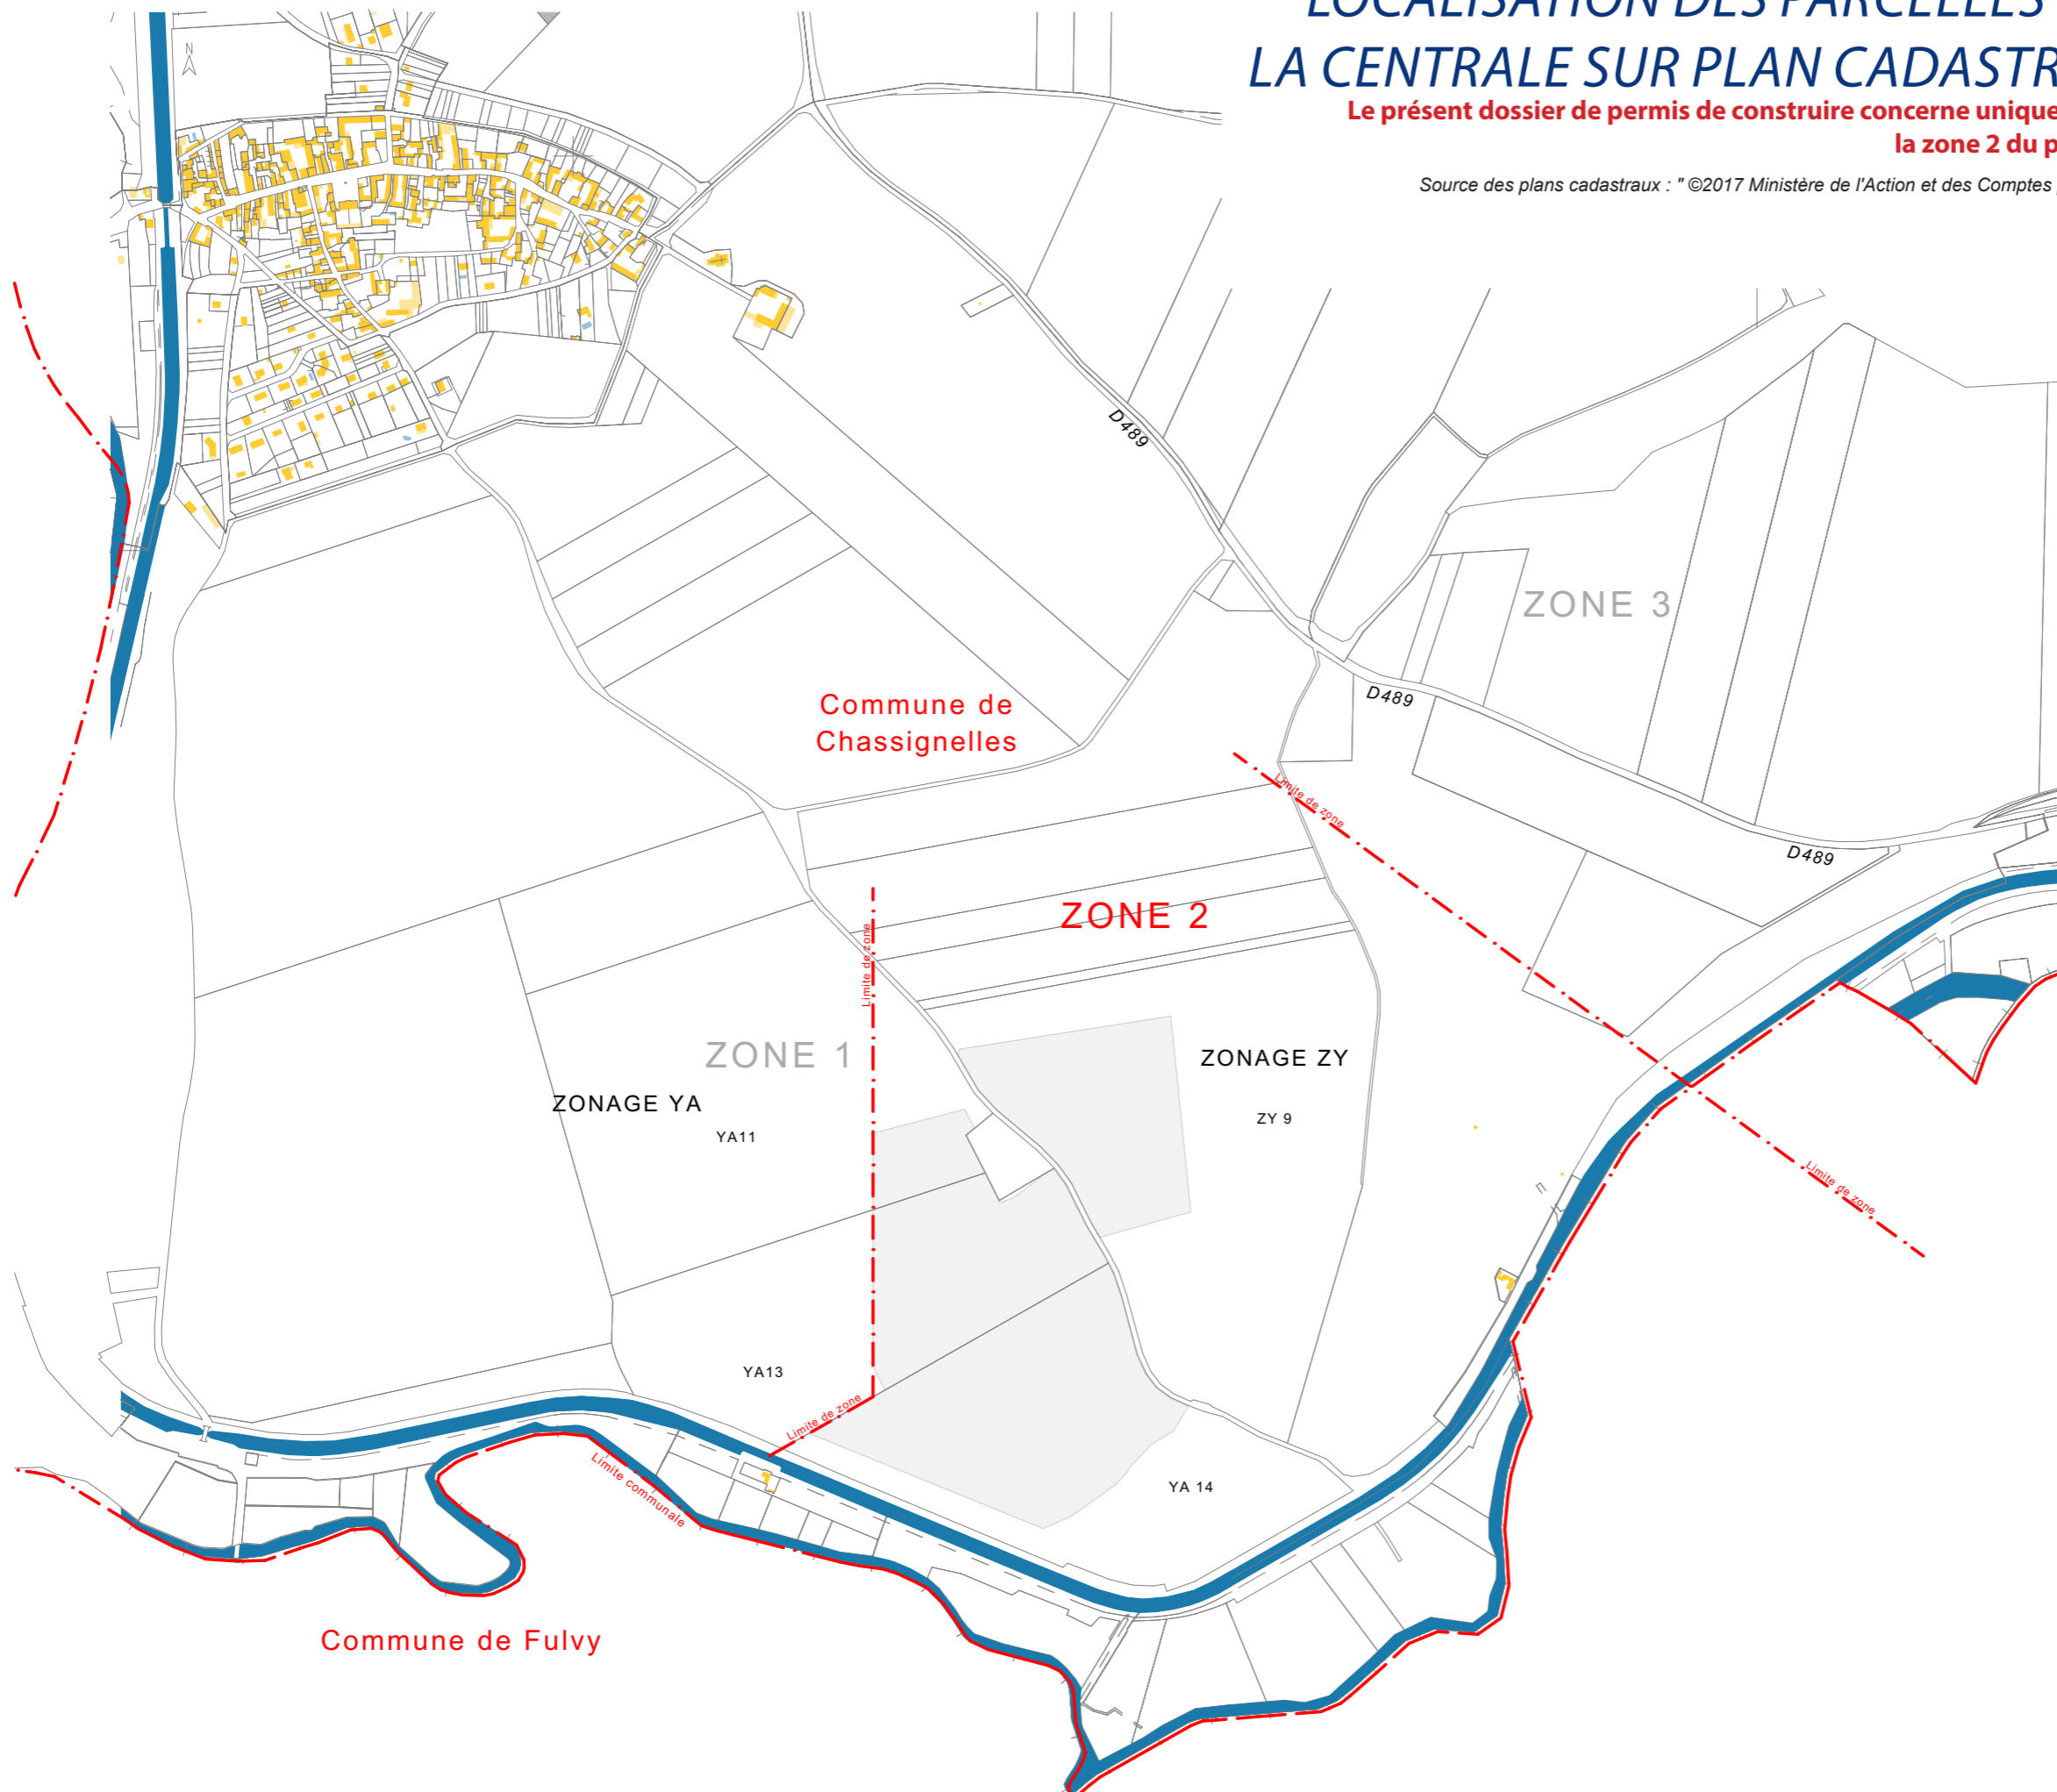 LOCALISATION DES PARCELLES
LA CENTRALE SUR PLAN CADASTR
Le présent dossier de permis de construire concerne unique
la zone 2 du p
Source des plans cadastraux : " ©2017 Ministère de l'Action et des Comptes
N
D489
ZONE 3
D489
Commune de
Chassignelles
Limite de zone
D489
ZONE 2
Limite de zone
ZONE 1
ZONAGE ZY
ZONAGE YA
ZY 9
YA11
Limite de zone
YA13
Limite de zone
Limite communale
YA 14
Commune de Fulvy